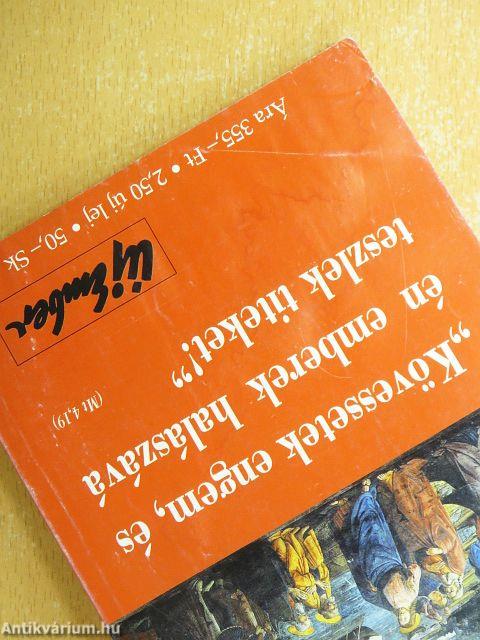 „Kövessetek engem, és
én emberek halászává
teszlek titeket!”
(Mt 4,19)
Új Ember
Ára 355,– Ft • 2,50 új lej • 50,– Sk
Antikvárium.hu